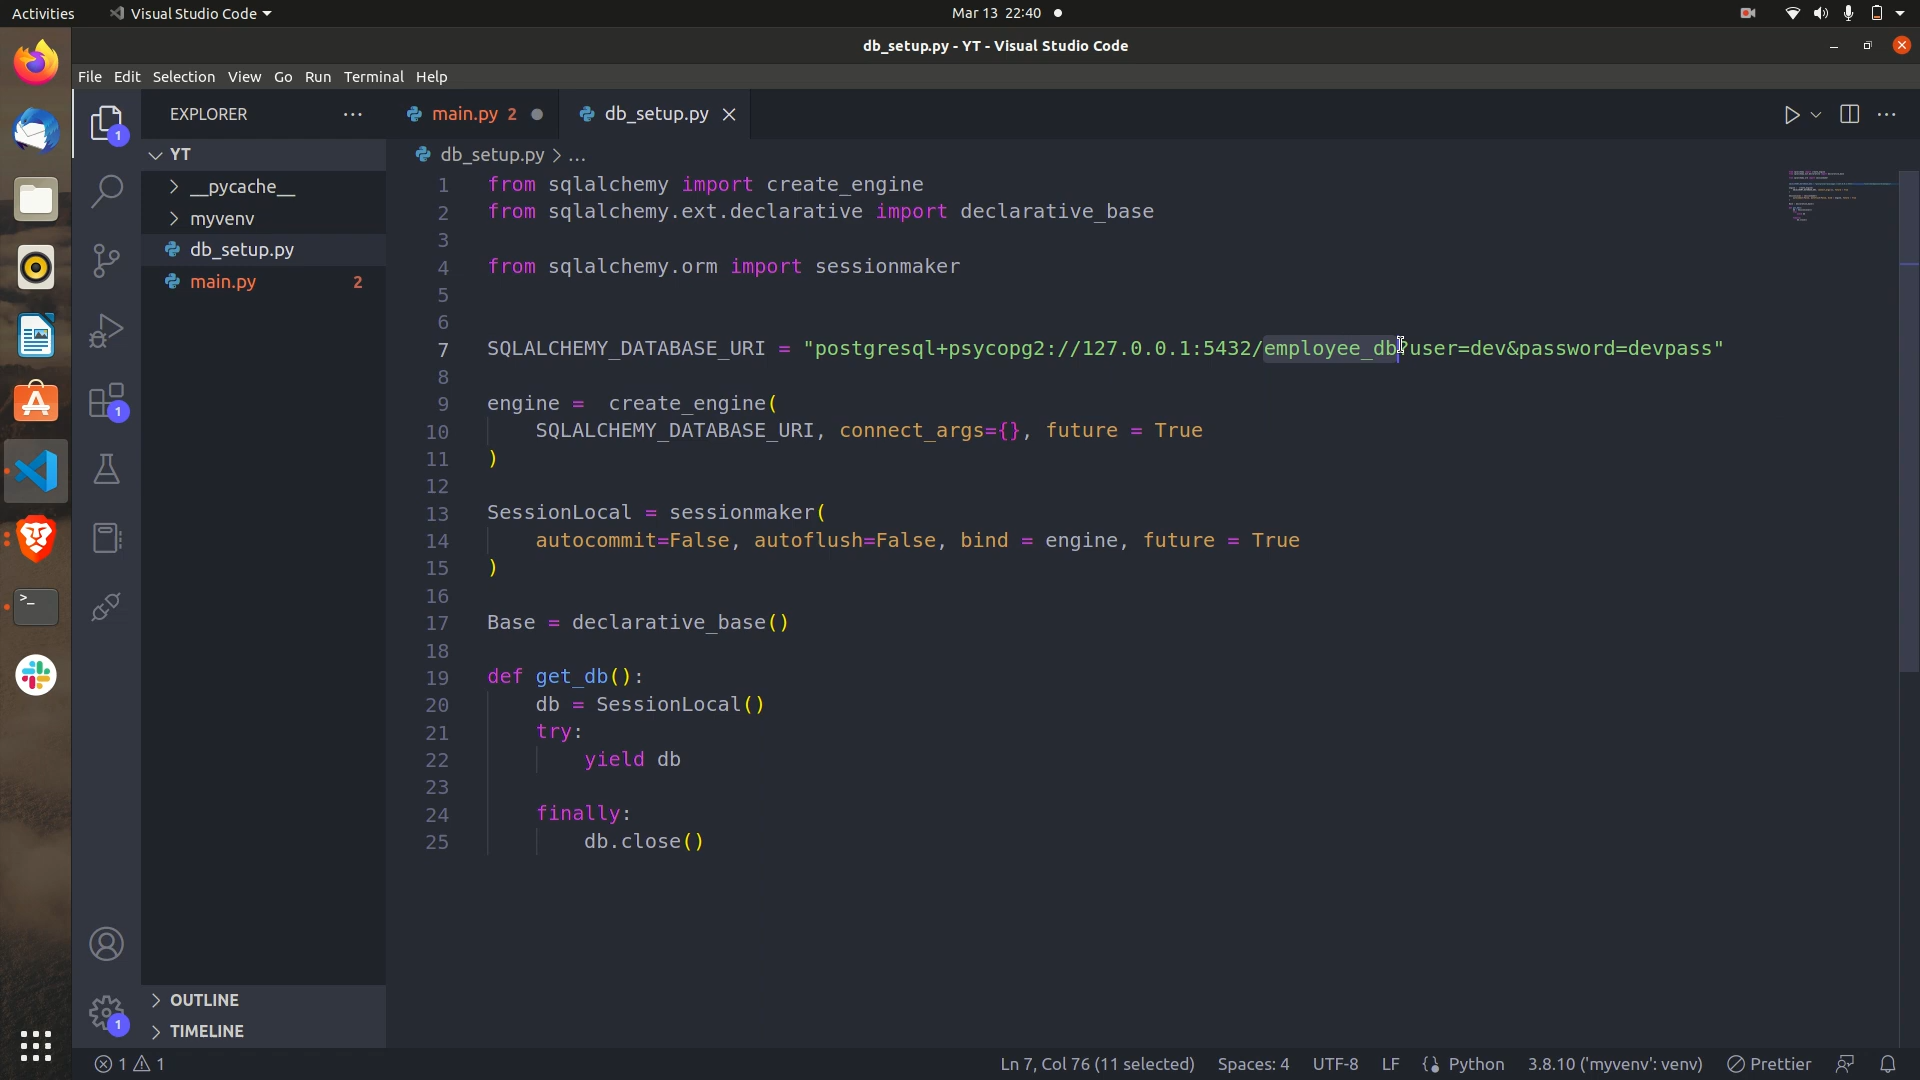 Activities
Visual Studio Code
Mar 13 22:40
db_setup.py - YT - Visual Studio Code
File Edit Selection View Go Run Terminal Help
EXPLORER
main.py 2
db_setup.py
YT
__pycache__
myvenv
db_setup.py
main.py 2
OUTLINE
TIMELINE
1
1
1
db_setup.py > ...
1 from sqlalchemy import create_engine
2 from sqlalchemy.ext.declarative import declarative_base
3
4 from sqlalchemy.orm import sessionmaker
5
6
7 SQLALCHEMY_DATABASE_URI = "postgresql+psycopg2://127.0.0.1:5432/employee_db?user=dev&password=devpass"
8
9 engine =  create_engine(
10     SQLALCHEMY_DATABASE_URI, connect_args={}, future = True
11 )
12
13 SessionLocal = sessionmaker(
14     autocommit=False, autoflush=False, bind = engine, future = True
15 )
16
17 Base = declarative_base()
18
19 def get_db():
20     db = SessionLocal()
21     try:
22         yield db
23
24     finally:
25         db.close()
1 1
Ln 7, Col 76 (11 selected) Spaces: 4 UTF-8 LF Python 3.8.10 ('myvenv': venv) Prettier